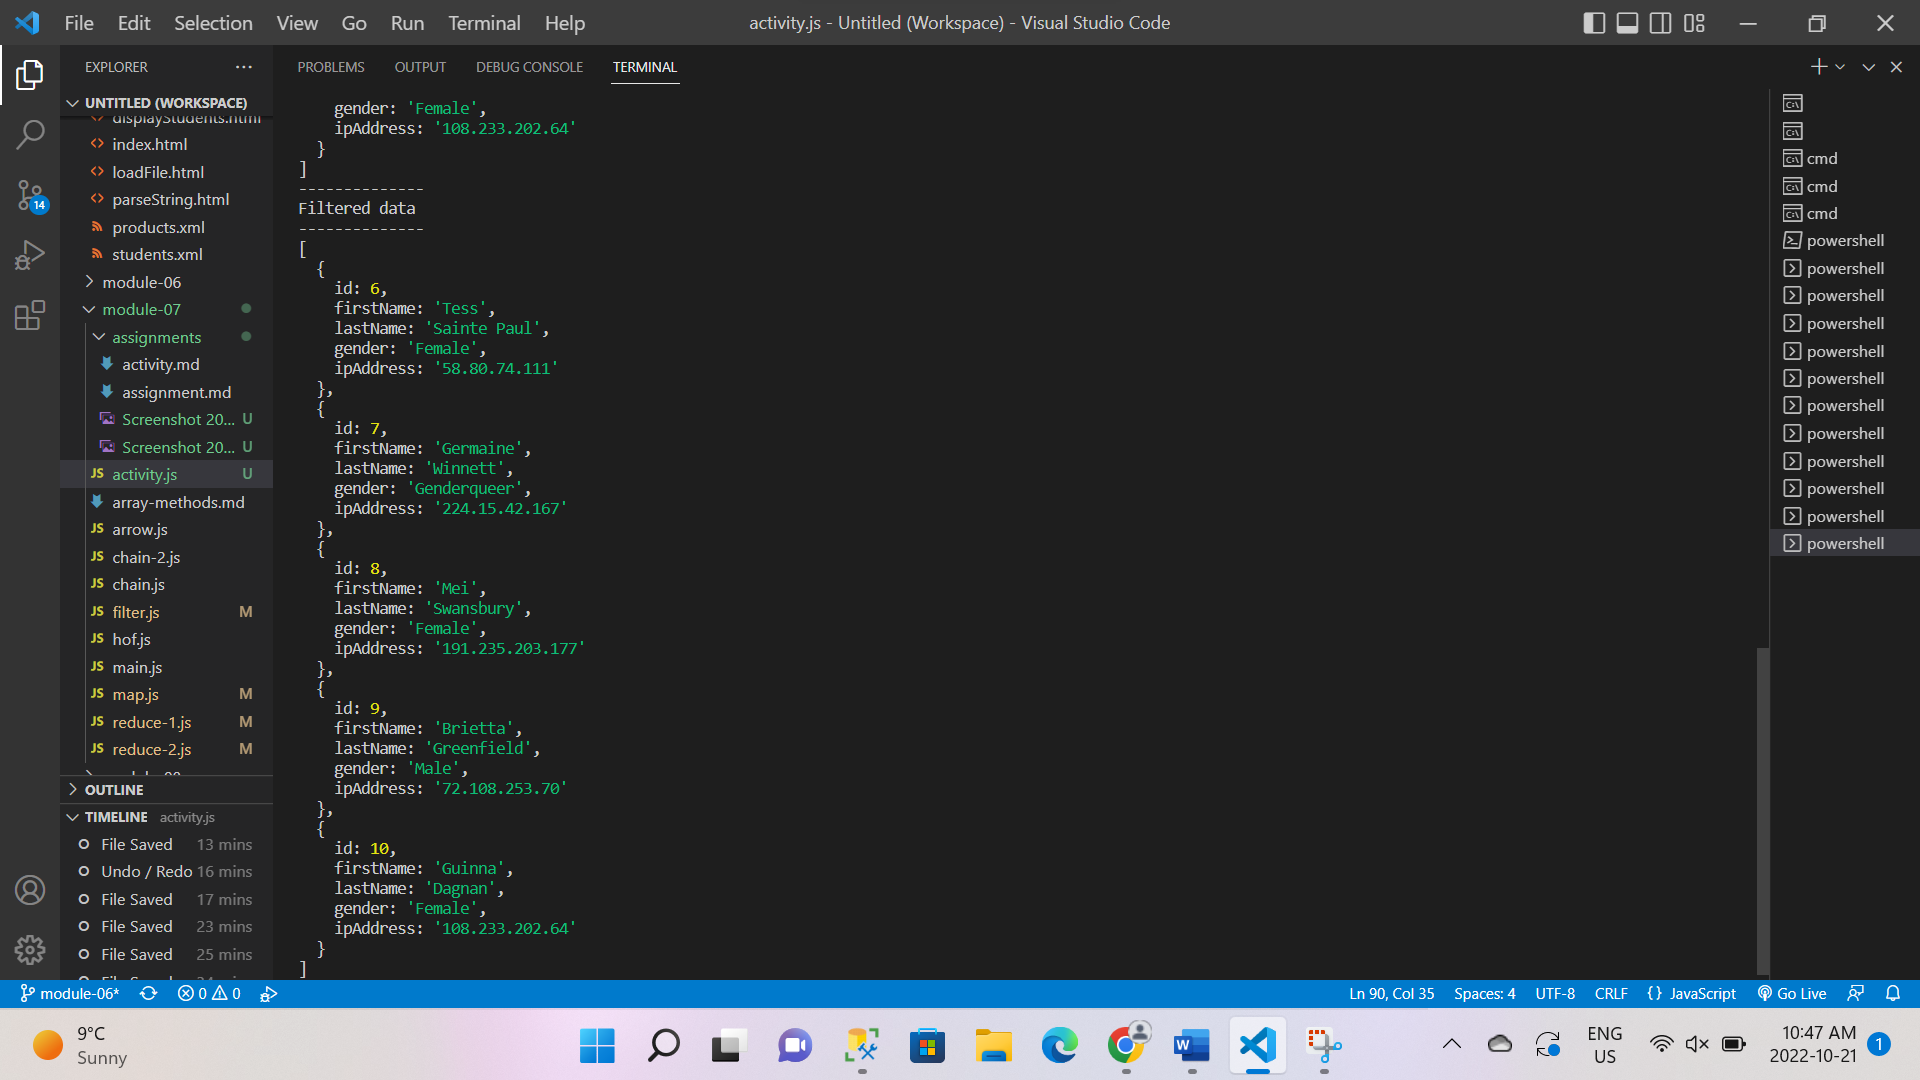 File Edit Selection View Go Run Terminal Help
activity.js - Untitled (Workspace) - Visual Studio Code
EXPLORER
UNTITLED (WORKSPACE)
displayStudents.html
index.html
loadFile.html
parseString.html
products.xml
students.xml
module-06
module-07
assignments
activity.md
assignment.md
Screenshot 20... U
Screenshot 20... U
activity.js U
array-methods.md
arrow.js
chain-2.js
chain.js
filter.js M
hof.js
main.js
map.js M
reduce-1.js M
reduce-2.js M
OUTLINE
TIMELINE activity.js
File Saved 13 mins
Undo / Redo 16 mins
File Saved 17 mins
File Saved 23 mins
File Saved 25 mins
14
PROBLEMS OUTPUT DEBUG CONSOLE TERMINAL
gender: 'Female',
ipAddress: '108.233.202.64'
}
]
--------------
Filtered data
--------------
[
{
id: 6,
firstName: 'Tess',
lastName: 'Sainte Paul',
gender: 'Female',
ipAddress: '58.80.74.111'
},
{
id: 7,
firstName: 'Germaine',
lastName: 'Winnett',
gender: 'Genderqueer',
ipAddress: '224.15.42.167'
},
{
id: 8,
firstName: 'Mei',
lastName: 'Swansbury',
gender: 'Female',
ipAddress: '191.235.203.177'
},
{
id: 9,
firstName: 'Brietta',
lastName: 'Greenfield',
gender: 'Male',
ipAddress: '72.108.253.70'
},
{
id: 10,
firstName: 'Guinna',
lastName: 'Dagnan',
gender: 'Female',
ipAddress: '108.233.202.64'
}
]
cmd
cmd
cmd
powershell
powershell
powershell
powershell
powershell
powershell
powershell
powershell
powershell
powershell
powershell
powershell
module-06* 0 0 Ln 90, Col 35 Spaces: 4 UTF-8 CRLF {} JavaScript Go Live
9°C
Sunny
ENG
US
10:47 AM
2022-10-21
1